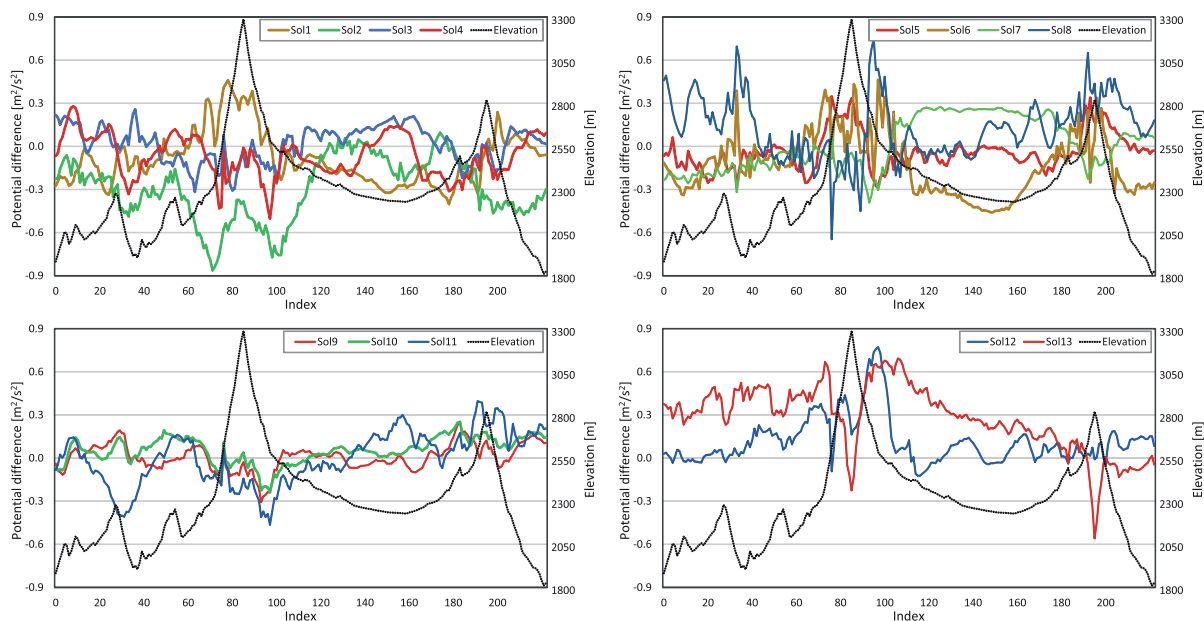 0.9 0.6 0.3 0.0 -0.3 -0.6 -0.9
Potential difference [m²/s²]
Sol1 Sol2 Sol3 Sol4 Elevation
3300 3050 2800 2550 2300 2050 1800
Elevation [m]
0 20 40 60 80 100 120 140 160 180 200
Index
0.9 0.6 0.3 0.0 -0.3 -0.6 -0.9
Potential difference [m²/s²]
Sol5 Sol6 Sol7 Sol8 Elevation
3300 3050 2800 2550 2300 2050 1800
Elevation [m]
0 20 40 60 80 100 120 140 160 180 200
Index
0.9 0.6 0.3 0.0 -0.3 -0.6 -0.9
Potential difference [m²/s²]
Sol9 Sol10 Sol11 Elevation
3300 3050 2800 2550 2300 2050 1800
Elevation [m]
0 20 40 60 80 100 120 140 160 180 200
Index
0.9 0.6 0.3 0.0 -0.3 -0.6 -0.9
Potential difference [m²/s²]
Sol12 Sol13 Elevation
3300 3050 2800 2550 2300 2050 1800
Elevation [m]
0 20 40 60 80 100 120 140 160 180 200
Index